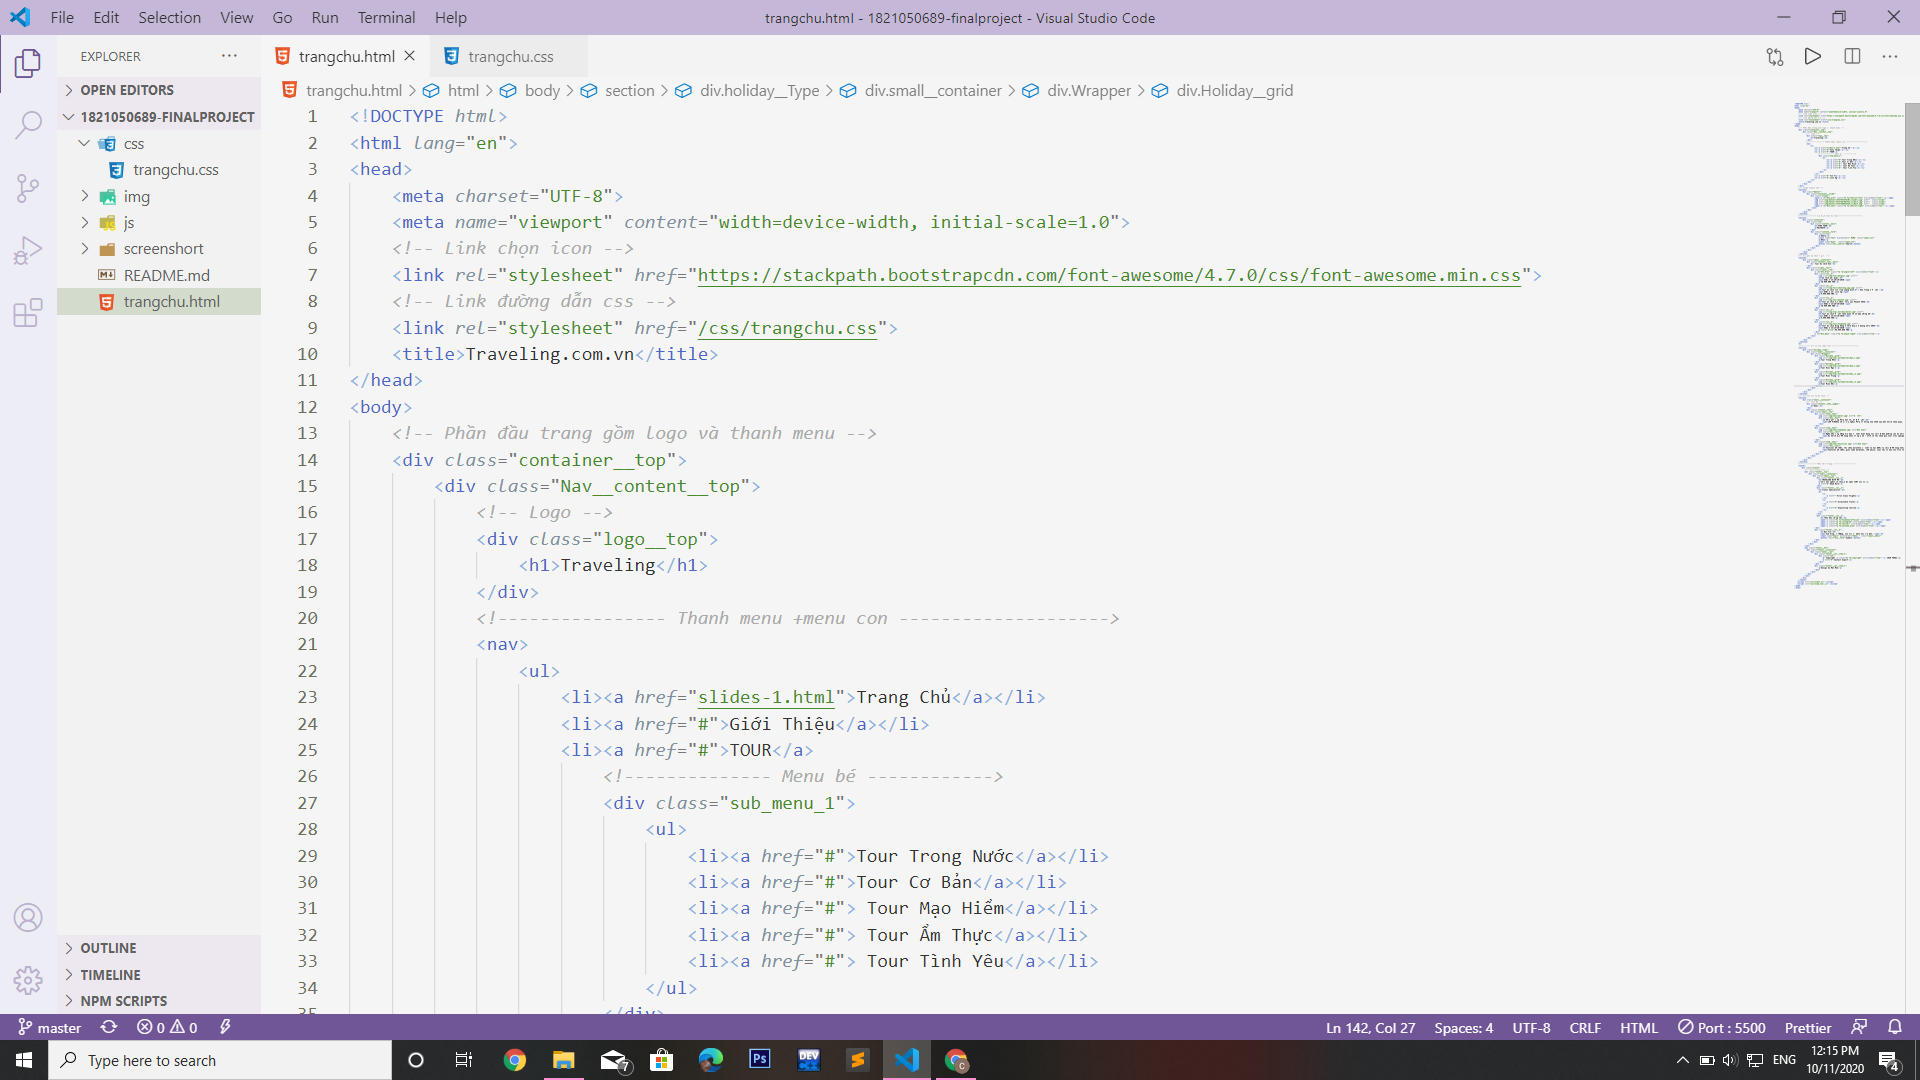 File Edit Selection View Go Run Terminal Help
trangchu.html - 1821050689-finalproject - Visual Studio Code
EXPLORER
trangchu.html
trangchu.css
OPEN EDITORS
trangchu.html > html > body > section > div.holiday__Type > div.small__container > div.Wrapper > div.Holiday__grid
1821050689-FINALPROJECT
css
trangchu.css
img
js
screenshort
README.md
trangchu.html
OUTLINE
TIMELINE
NPM SCRIPTS
1 <!DOCTYPE html>
2 <html lang="en">
3 <head>
4 <meta charset="UTF-8">
5 <meta name="viewport" content="width=device-width, initial-scale=1.0">
6 <!-- Link chọn icon -->
7 <link rel="stylesheet" href="https://stackpath.bootstrapcdn.com/font-awesome/4.7.0/css/font-awesome.min.css">
8 <!-- Link đường dẫn css -->
9 <link rel="stylesheet" href="/css/trangchu.css">
10 <title>Traveling.com.vn</title>
11 </head>
12 <body>
13 <!-- Phần đầu trang gồm logo và thanh menu -->
14 <div class="container__top">
15 <div class="Nav__content__top">
16 <!-- Logo -->
17 <div class="logo__top">
18 <h1>Traveling</h1>
19 </div>
20 <!---------------- Thanh menu +menu con -------------------->
21 <nav>
22 <ul>
23 <li><a href="slides-1.html">Trang Chủ</a></li>
24 <li><a href="#">Giới Thiệu</a></li>
25 <li><a href="#">TOUR</a>
26 <!-------------- Menu bé ------------>
27 <div class="sub_menu_1">
28 <ul>
29 <li><a href="#">Tour Trong Nước</a></li>
30 <li><a href="#">Tour Cơ Bản</a></li>
31 <li><a href="#"> Tour Mạo Hiểm</a></li>
32 <li><a href="#"> Tour Ẩm Thực</a></li>
33 <li><a href="#"> Tour Tình Yêu</a></li>
34 </ul>
35 </div>
master 0 0 Ln 142, Col 27 Spaces: 4 UTF-8 CRLF HTML Port : 5500 Prettier
Type here to search
Ps
DEV
7
C
ENG
12:15 PM
10/11/2020
4